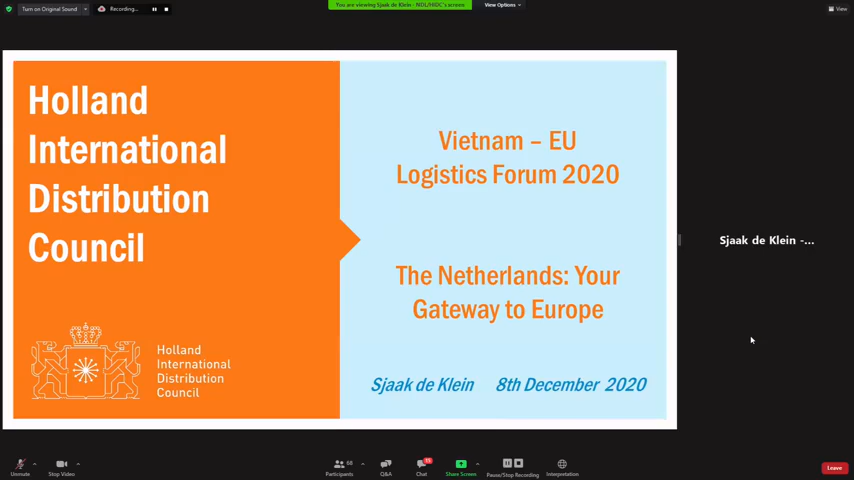 Turn on Original Sound
Recording...
You are viewing Sjaak de Klein - NDL/HIDC's screen
View Options
View
Holland
International
Distribution
Council
Vietnam – EU
Logistics Forum 2020
The Netherlands: Your
Gateway to Europe
Sjaak de Klein 8th December 2020
Holland
International
Distribution
Council
Sjaak de Klein -...
Unmute
Stop Video
68
Participants
Q&A
Chat
Share Screen
Pause/Stop Recording
Interpretation
Leave